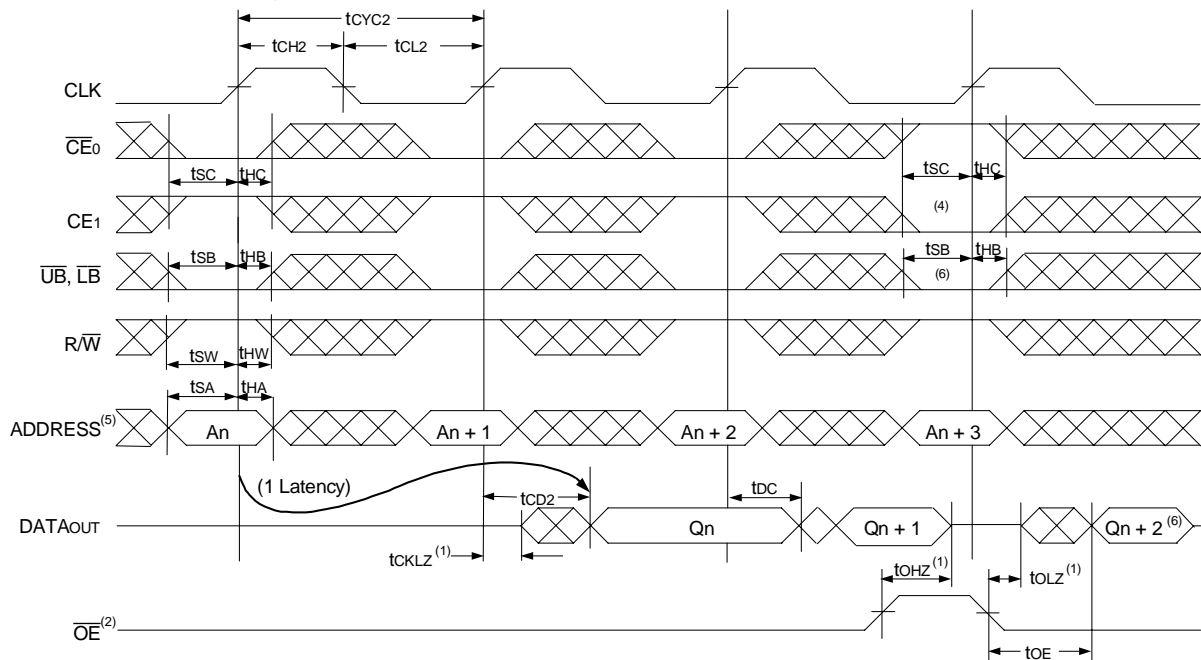 tCYC2
tCH2 tCL2
CLK
CE0
tSC tHC tSC tHC
CE1 (4)
tSB tHB tSB tHB
UB, LB (6)
R/W
tSW tHW
tSA tHA
ADDRESS(5) An An + 1 An + 2 An + 3
(1 Latency) tCD2 tDC
DATAOUT Qn Qn + 1 Qn + 2(6)
tCKLZ(1) tOHZ(1) tOLZ(1)
OE(2)
tOE